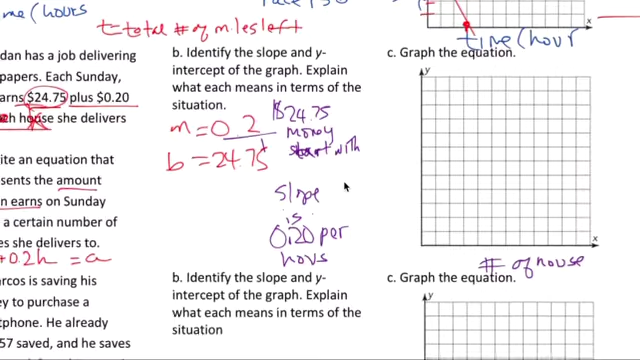 time (hours
t=total # of miles left
time (hour
dan has a job delivering
papers. Each Sunday,
arns $24.75 plus $0.20
ch house she delivers
ite an equation that
esents the amount
n earns on Sunday
a certain number of
es she delivers to.
+0.2h = a
arcos is saving his
ey to purchase a
tphone. He already
57 saved, and he saves
b. Identify the slope and y-
intercept of the graph. Explain
what each means in terms of the
situation.
m = 0.2
b = 24.75
$24.75
money
start with
slope
is
0.20 per
hovs
b. Identify the slope and y-
intercept of the graph. Explain
what each means in terms of the
situation
c. Graph the equation.
y
x
# of house
c. Graph the equation.
y